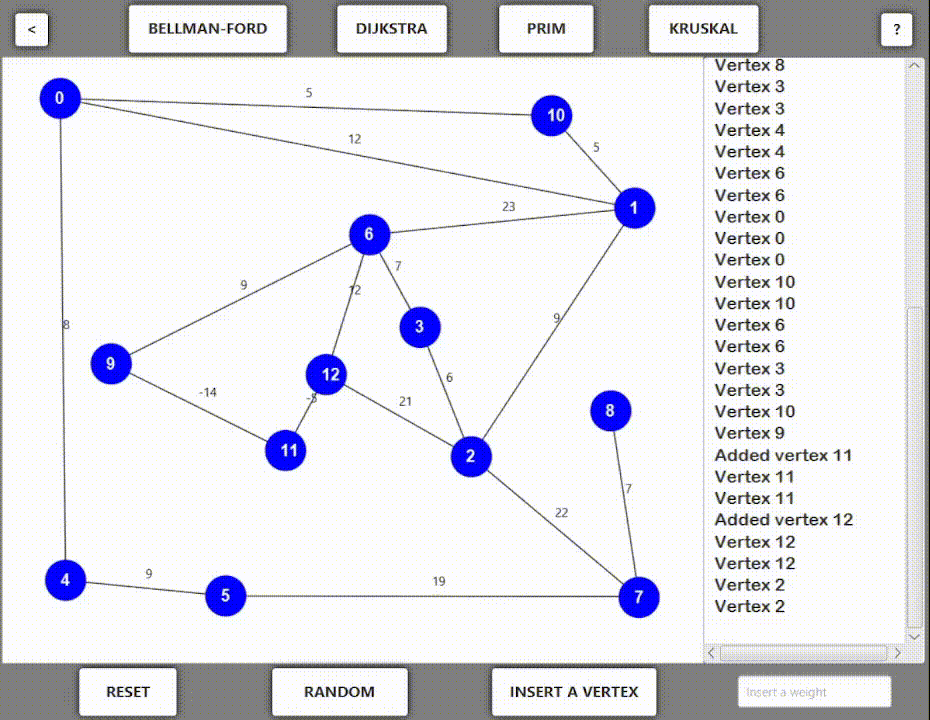 <
BELLMAN-FORD
DIJKSTRA
PRIM
KRUSKAL
?
0
5
10
12
5
1
23
6
7
9
12
3
9
8
9
-14
12
-5
6
21
11
2
8
7
22
4
9
5
19
7
Vertex 8
Vertex 3
Vertex 3
Vertex 4
Vertex 4
Vertex 6
Vertex 6
Vertex 0
Vertex 0
Vertex 0
Vertex 10
Vertex 10
Vertex 6
Vertex 6
Vertex 3
Vertex 3
Vertex 10
Vertex 9
Added vertex 11
Vertex 11
Vertex 11
Added vertex 12
Vertex 12
Vertex 12
Vertex 2
Vertex 2
RESET
RANDOM
INSERT A VERTEX
Insert a weight